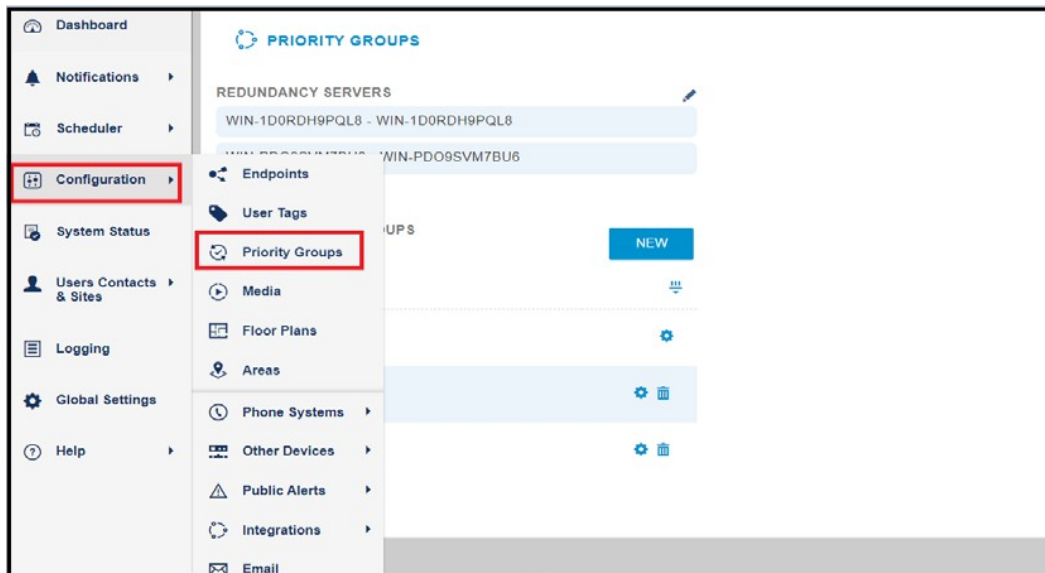 Dashboard
Notifications
Scheduler
Configuration
System Status
Users Contacts
& Sites
Logging
Global Settings
Help
Endpoints
User Tags
Priority Groups
Media
Floor Plans
Areas
Phone Systems
Other Devices
Public Alerts
Integrations
Email
PRIORITY GROUPS
REDUNDANCY SERVERS
WIN-1D0RDH9PQL8 - WIN-1D0RDH9PQL8
WIN-PDO9SVM7BU6
UPS
NEW